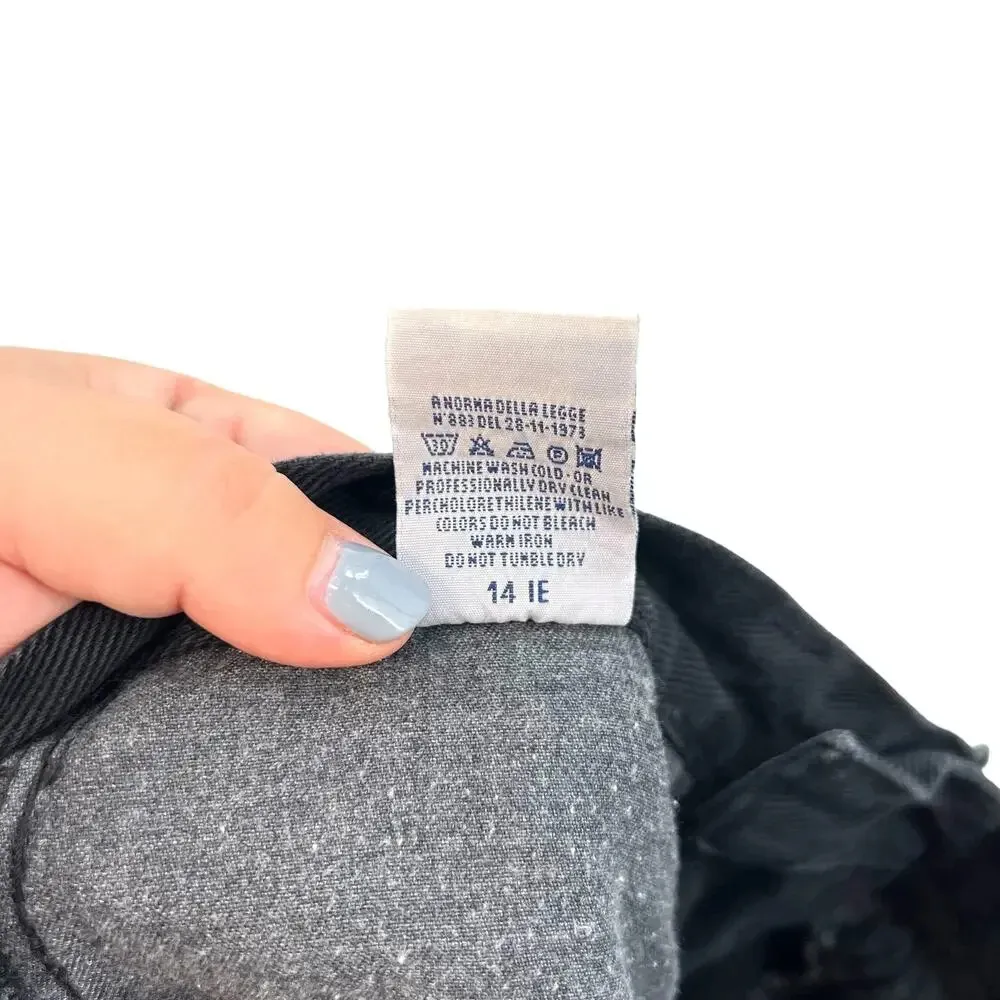 A NORMA DELLA LEGGE
N°883 DEL 28-11-1973
30 A P
MACHINE WASH COLD - OR
PROFESSIONALLY DRY CLEAN
PERCHOLORETHILENE WITH LIKE
COLORS DO NOT BLEACH
WARM IRON
DO NOT TUMBLE DRY
14 IE